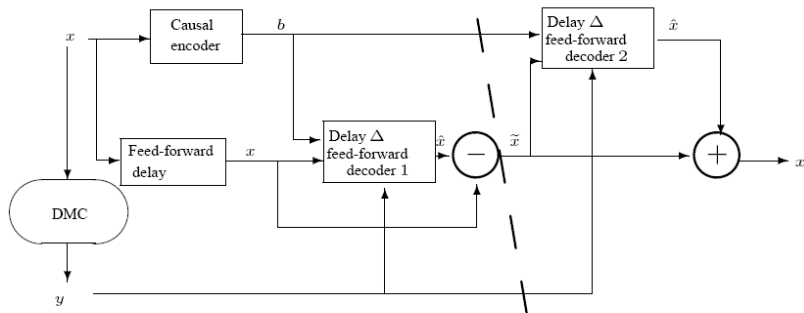 x
Causal
encoder
b
Delay Δ
feed-forward
decoder 2
x̂
Feed-forward
delay
x
Delay Δ
feed-forward
decoder 1
x̂
−
x̃
+
x
DMC
y